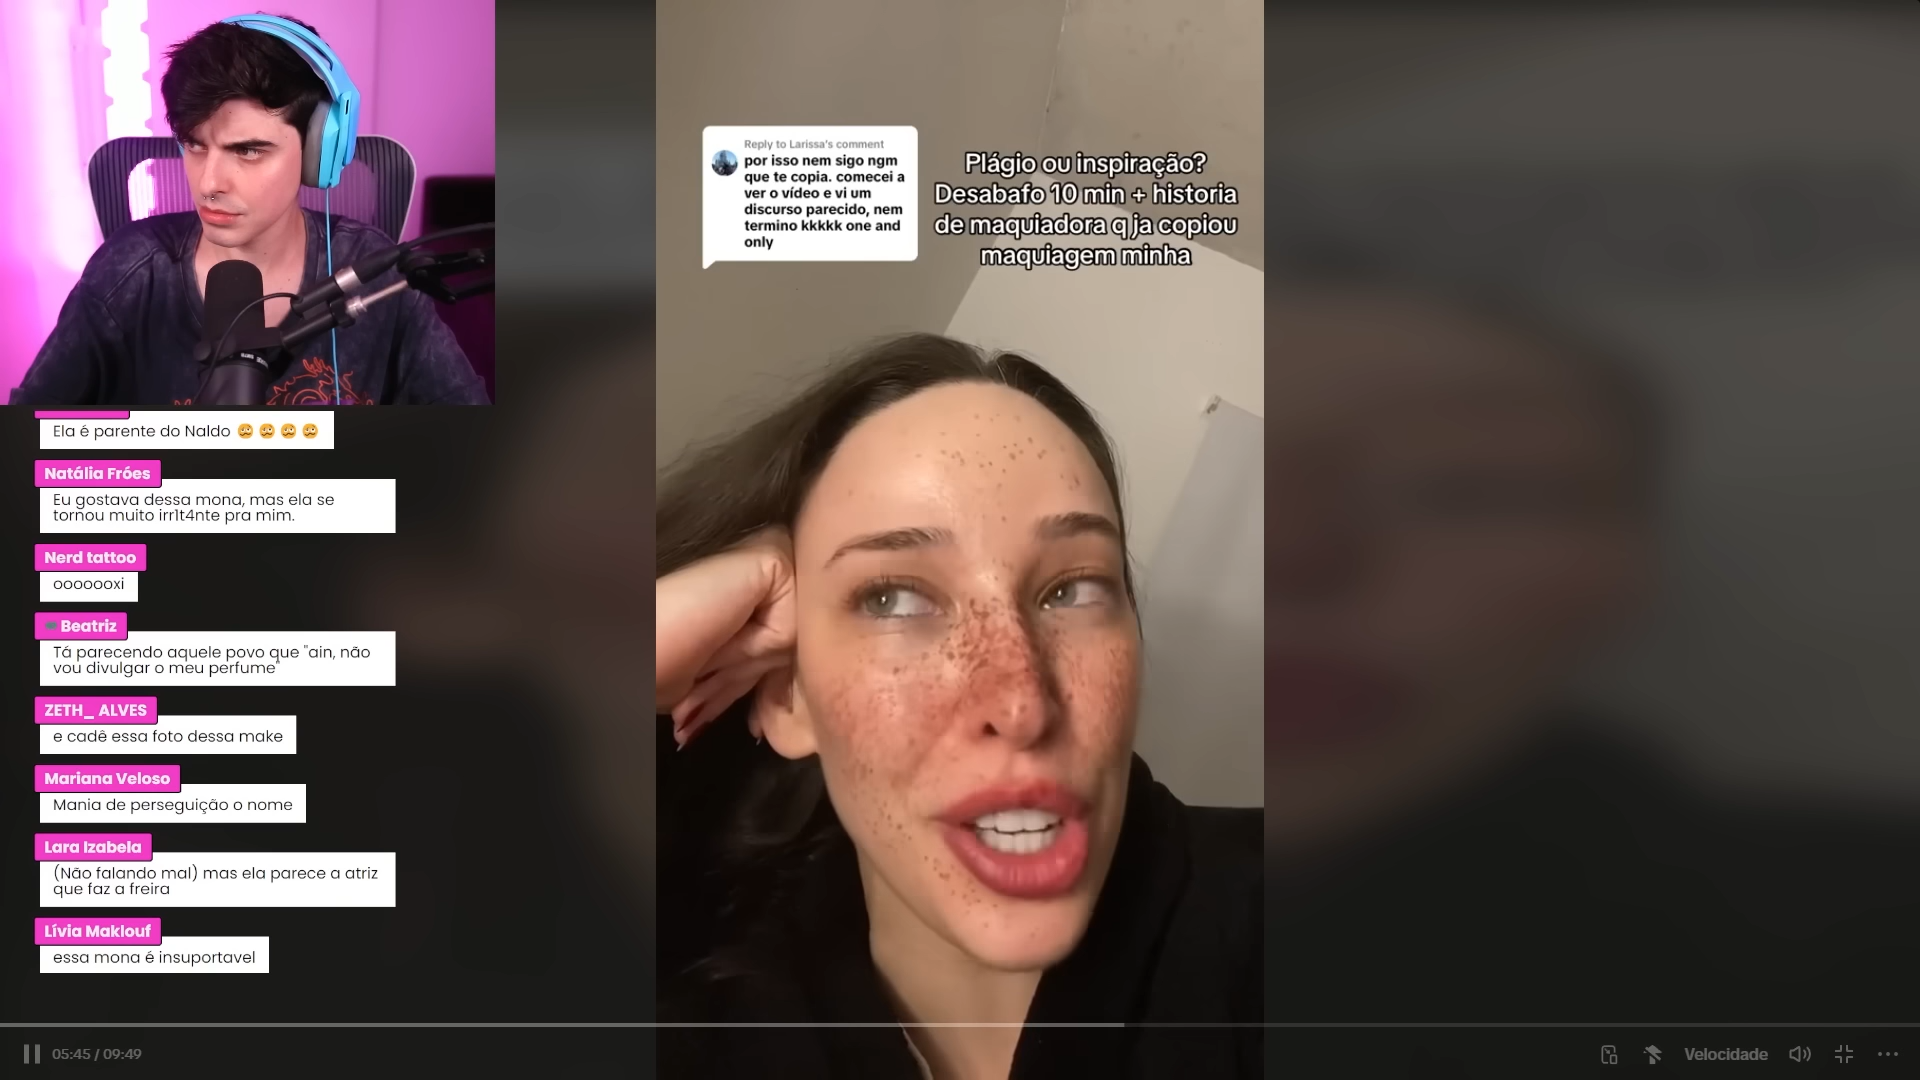 Reply to Larissa's comment
por isso nem sigo ngm
que te copia. comecei a
ver o vídeo e vi um
discurso parecido, nem
termino kkkkk one and
only
Plágio ou inspiração?
Desabafo 10 min + historia
de maquiadora q ja copiou
maquiagem minha
Ela é parente do Naldo 🥴 🥴 🥴 🥴
Natália Fróes
Eu gostava dessa mona, mas ela se
tornou muito irr1t4nte pra mim.
Nerd tattoo
ooooooxi
Beatriz
Tá parecendo aquele povo que "ain, não
vou divulgar o meu perfume"
ZETH_ ALVES
e cadê essa foto dessa make
Mariana Veloso
Mania de perseguição o nome
Lara Izabela
(Não falando mal) mas ela parece a atriz
que faz a freira
Lívia Maklouf
essa mona é insuportavel
05:45 / 09:49
Velocidade